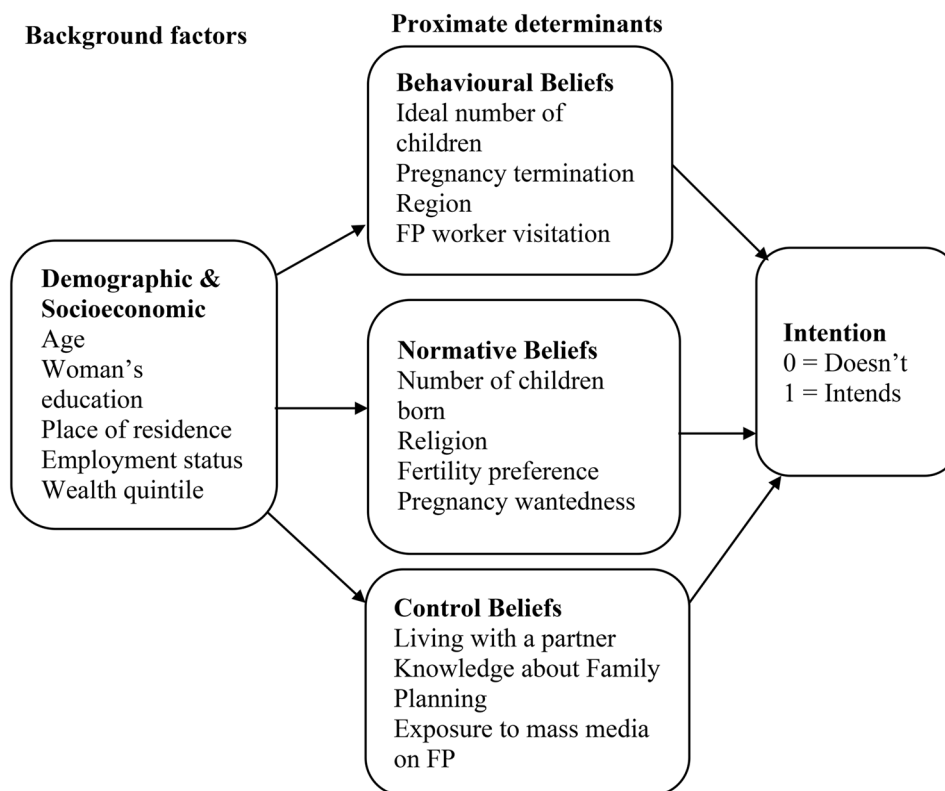 Background factors
Proximate determinants
Behavioural Beliefs
Ideal number of
children
Pregnancy termination
Region
FP worker visitation
Demographic &
Socioeconomic
Age
Woman's
education
Place of residence
Employment status
Wealth quintile
Normative Beliefs
Number of children
born
Religion
Fertility preference
Pregnancy wantedness
Control Beliefs
Living with a partner
Knowledge about Family
Planning
Exposure to mass media
on FP
Intention
0 = Doesn't
1 = Intends